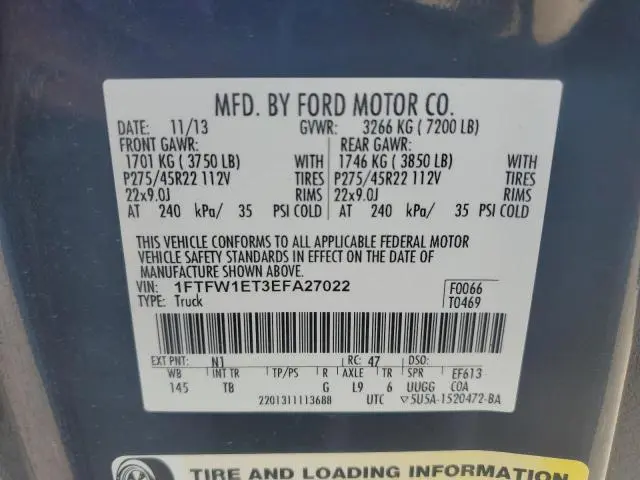 MFD. BY FORD MOTOR CO.
DATE: 11/13 GVWR: 3266 KG ( 7200 LB)
FRONT GAWR: REAR GAWR:
1701 KG ( 3750 LB) WITH 1746 KG ( 3850 LB) WITH
P275/45R22 112V TIRES P275/45R22 112V TIRES
22x9.0J RIMS 22x9.0J RIMS
AT 240 kPa/ 35 PSI COLD AT 240 kPa/ 35 PSI COLD
THIS VEHICLE CONFORMS TO ALL APPLICABLE FEDERAL MOTOR
VEHICLE SAFETY STANDARDS IN EFFECT ON THE DATE OF
MANUFACTURE SHOWN ABOVE.
VIN: 1FTFW1ET3EFA27022 F0066
TYPE: Truck T0469
EXT PNT: N1 RC: 47 DSO:
WB INT TR TP/PS R AXLE TR SPR EF613
145 TB G L9 6 UUGG COA
2201311113688 UTC 5U5A-1520472-BA
TIRE AND LOADING INFORMATION